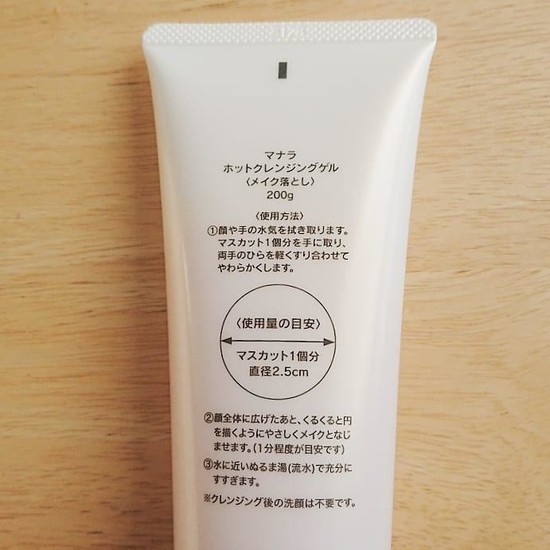 マナラ
ホットクレンジングゲル
〈メイク落とし〉
200g
〈使用方法〉
①顔や手の水気を拭き取ります。
マスカット1個分を手に取り、
両手のひらを軽くすり合わせて
やわらかくします。
〈使用量の目安〉
マスカット1個分
直径2.5cm
②顔全体に広げたあと、くるくると円
を描くようにやさしくメイクとなじ
ませます。(1分程度が目安です)
③水に近いぬるま湯(流水)で充分に
すすぎます。
※クレンジング後の洗顔は不要です。